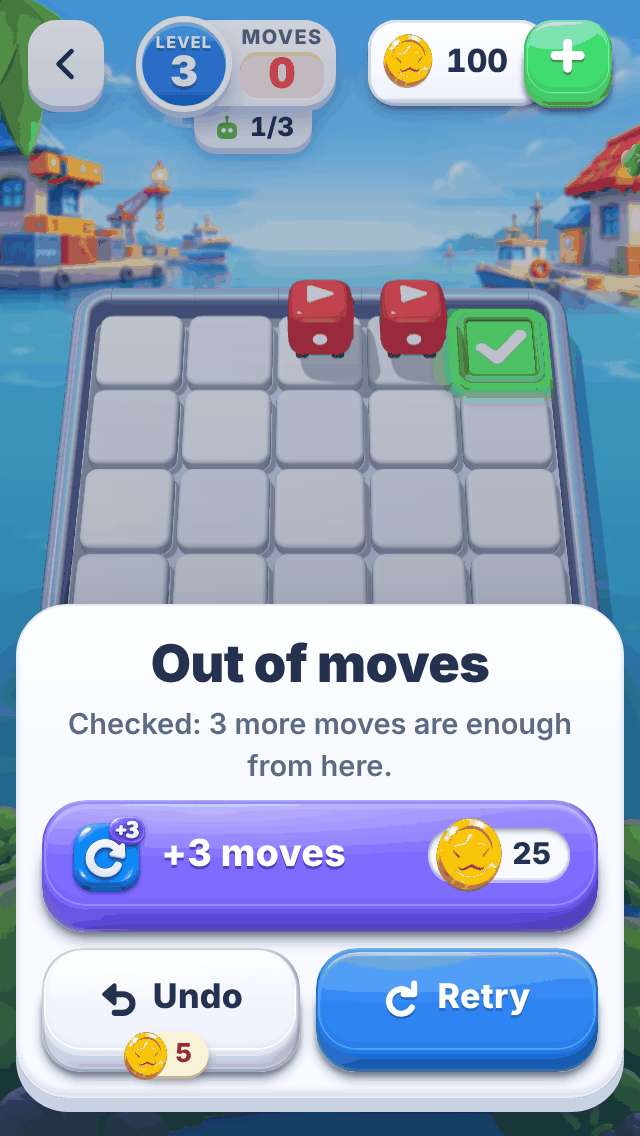 LEVEL
3
MOVES
0
100
1/3
Out of moves
Checked: 3 more moves are enough
from here.
+3
+3 moves
25
Undo
5
Retry